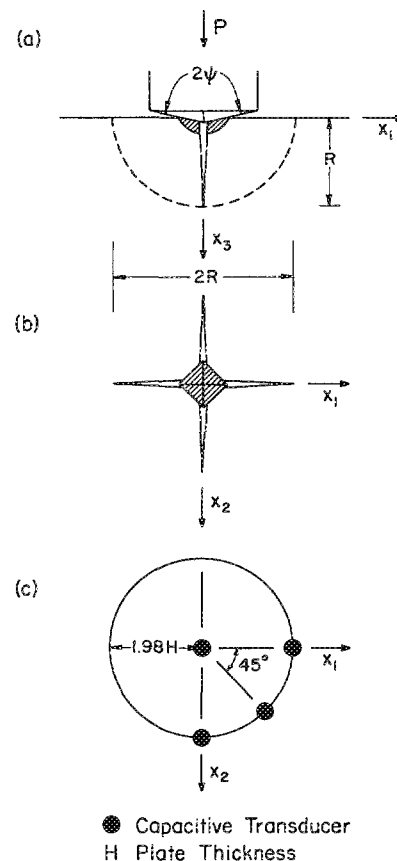 (a)
P
2ψ
x₁
R
x₃
2R
(b)
x₁
x₂
(c)
1.98H
45°
x₁
x₂
Capacitive Transducer
H Plate Thickness